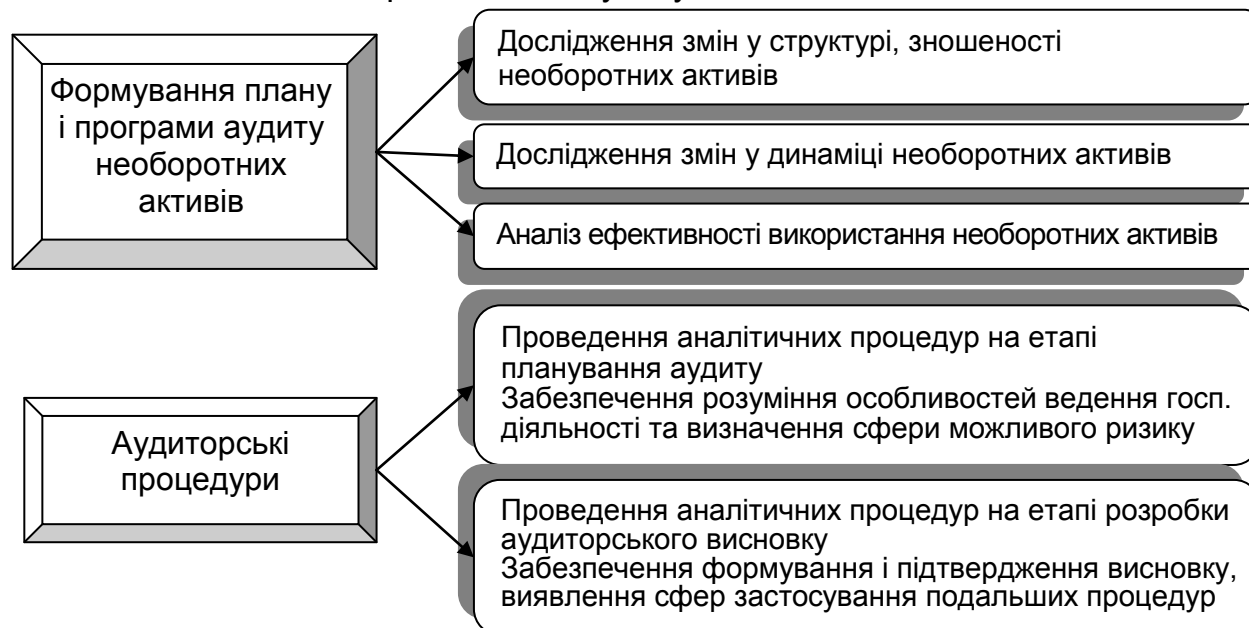 Формування плану
і програми аудиту
необоротних
активів
Дослідження змін у структурі, зношеності
необоротних активів
Дослідження змін у динаміці необоротних активів
Аналіз ефективності використання необоротних активів
Аудиторські
процедури
Проведення аналітичних процедур на етапі
планування аудиту
Забезпечення розуміння особливостей ведення госп.
діяльності та визначення сфери можливого ризику
Проведення аналітичних процедур на етапі розробки
аудиторського висновку
Забезпечення формування і підтвердження висновку,
виявлення сфер застосування подальших процедур